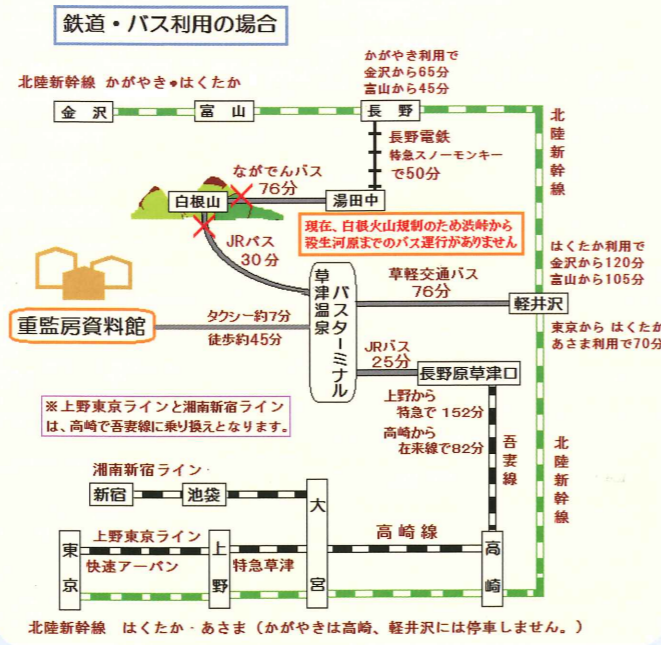 鉄道・バス利用の場合
かがやき利用で
金沢から65分
富山から45分
北陸新幹線 かがやき・はくたか
金沢
富山
長野
北陸新幹線
長野電鉄
特急スノーモンキー
で50分
ながでんバス
76分
白根山
湯田中
現在、白根火山規制のため渋峠から
殺生河原までのバス運行がありません
JRバス
30分
はくたか利用で
金沢から120分
富山から105分
草津温泉
バスターミナル
草軽交通バス
76分
軽井沢
重監房資料館
タクシー約7分
徒歩約45分
東京から はくたか
あさま利用で70分
JRバス
25分
長野原草津口
※上野東京ラインと湘南新宿ライン
は、高崎で吾妻線に乗り換えとなります。
上野から
特急で 152分
高崎から
在来線で82分
吾妻線
北陸新幹線
湘南新宿ライン
新宿
池袋
大宮
上野東京ライン
快速アーバン
東京
上野
特急草津
高崎線
高崎
北陸新幹線 はくたか・あさま(かがやきは高崎、軽井沢には停車しません。)